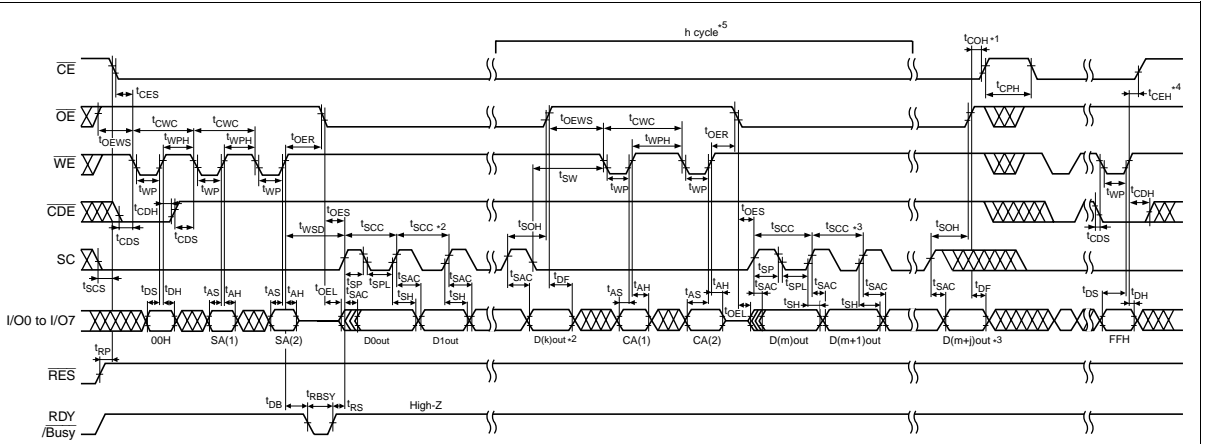 h cycle*5
tCOH *1
CE
tCES
tCPH
tCEH *4
OE
tOEWS tCWC tCWC tOER tOEWS tCWC tOER
tWPH tWPH tWPH
WE
tWP tWP tWP tSW tWP tWP tWP
tCDH tCDH
CDE
tCDS tCDS tWSD tOES tSCC tSCC *2 tSOH tOES tSCC tSCC *3 tSOH tCDS
SC
tSCS tDS tDH tAS tAH tAS tAH tOEL tSP tSAC tSPL tSAC tSH tSAC tSH tSAC tDF tAS tAH tAS tAH tOEL tSP tSAC tSPL tSAC tSH tSAC tSH tSAC tDF tDS tDH
I/O0 to I/O7
00H SA(1) SA(2) D0out D1out D(k)out *2 CA(1) CA(2) D(m)out D(m+1)out D(m+j)out *3 FFH
tRP
RES
tDB tRBSY tRS High-Z
RDY
/Busy